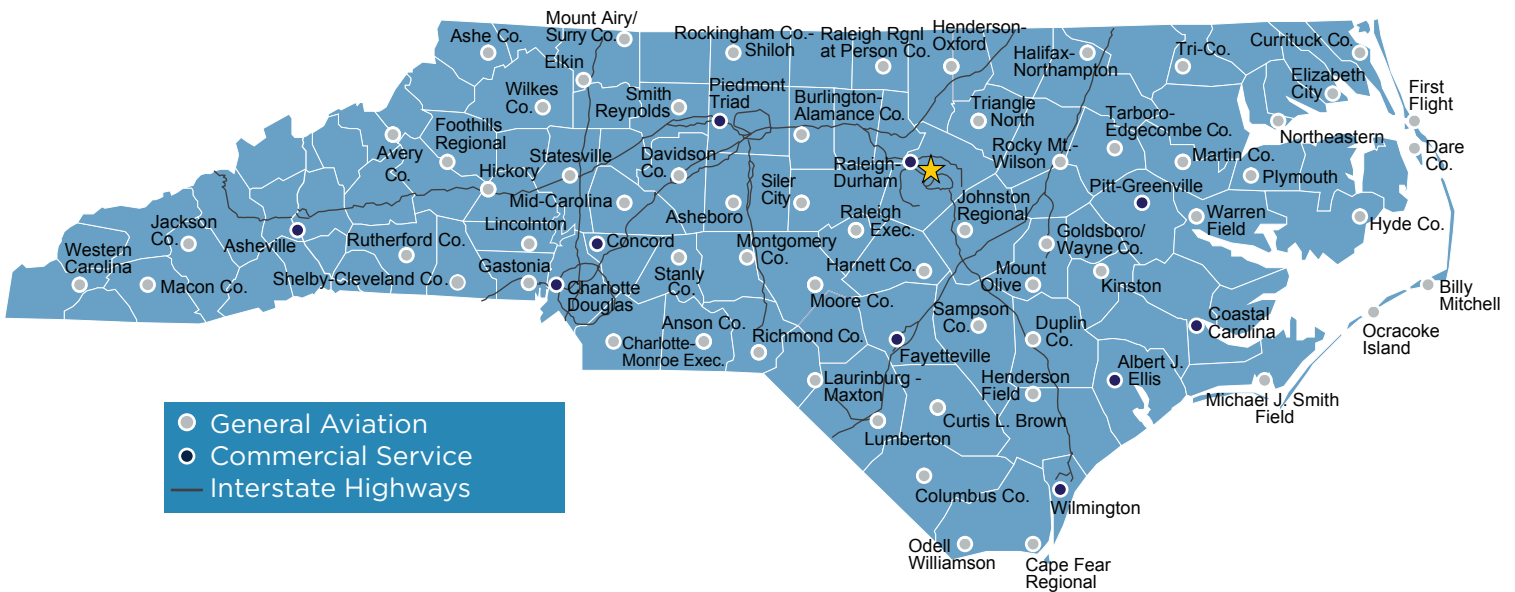 Mount Airy/
Surry Co.
Ashe Co.
Elkin
Wilkes
Co.
Rockingham Co.-
Shiloh
Raleigh Rgnl
at Person Co.
Henderson-
Oxford
Halifax-
Northampton
Tri-Co.
Currituck Co.
Elizabeth
City
First
Flight
Smith
Reynolds
Piedmont
Triad
Burlington-
Alamance Co.
Triangle
North
Tarboro-
Edgecombe Co.
Northeastern
Dare
Co.
Avery
Co.
Foothills
Regional
Hickory
Statesville
Davidson
Co.
Raleigh-
Durham
Rocky Mt.-
Wilson
Martin Co.
Plymouth
Pitt-Greenville
Mid-Carolina
Asheboro
Siler
City
Johnston
Regional
Warren
Field
Hyde Co.
Jackson
Co.
Asheville
Rutherford Co.
Lincolnton
Concord
Montgomery
Co.
Raleigh
Exec.
Goldsboro/
Wayne Co.
Western
Carolina
Macon Co.
Shelby-Cleveland Co.
Gastonia
Charlotte
Douglas
Stanly
Co.
Moore Co.
Harnett Co.
Mount
Olive
Kinston
Billy
Mitchell
Ocracoke
Island
Charlotte-
Monroe Exec.
Anson Co.
Richmond Co.
Fayetteville
Sampson
Co.
Duplin
Co.
Coastal
Carolina
Laurinburg -
Maxton
Henderson
Field
Albert J.
Ellis
Michael J. Smith
Field
Lumberton
Curtis L. Brown
Columbus Co.
Wilmington
Odell
Williamson
Cape Fear
Regional
General Aviation
Commercial Service
Interstate Highways